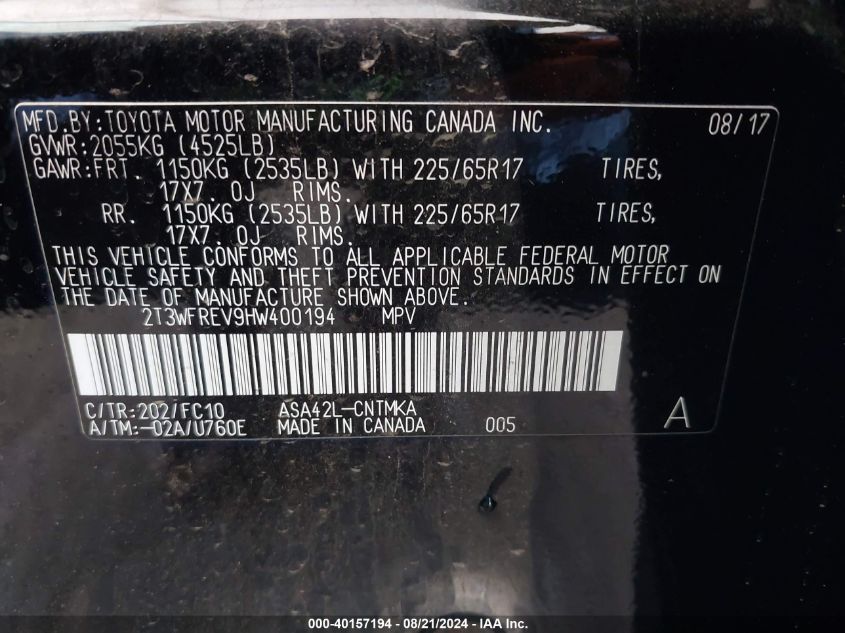 MFD.BY:TOYOTA MOTOR MANUFACTURING CANADA INC. 08/17
GVWR:2055KG (4525LB)
GAWR:FRT. 1150KG (2535LB) WITH 225/65R17 TIRES,
17X7. 0J RIMS.
RR. 1150KG (2535LB) WITH 225/65R17 TIRES,
17X7. 0J RIMS.
THIS VEHICLE CONFORMS TO ALL APPLICABLE FEDERAL MOTOR
VEHICLE SAFETY AND THEFT PREVENTION STANDARDS IN EFFECT ON
THE DATE OF MANUFACTURE SHOWN ABOVE.
2T3WFREV9HW400194 MPV
C/TR:202/FC10 ASA42L-CNTMKA
A/TM:-02A/U760E MADE IN CANADA 005 A
000-40157194 - 08/21/2024 - IAA Inc.